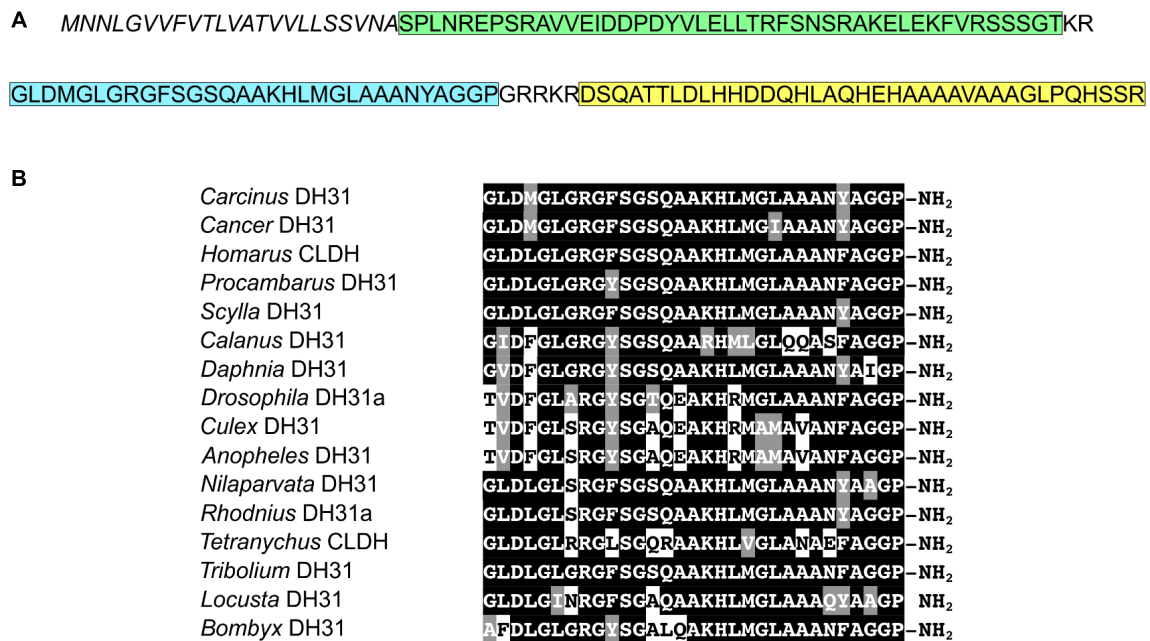 A MNNLGVVFVTLVATVVLLSSVNASPLNREPSRAVVEIDDPDYVLELLTRFSNSRAKELEKFVRSSSGTKR
GLDMGLGRGFSGSQAAKHLMGLAAANYAGGPGRRKRDSQATTLDLHHDDQHLAQHEHAAAAVAAAGLPQHSSR
B
Carcinus DH31 GLDMGLGRGFSGSQAAKHLMGLAAANYAGGP-NH2
Cancer DH31 GLDMGLGRGFSGSQAAKHLMGIAAANYAGGP-NH2
Homarus CLDH GLDLGLGRGFSGSQAAKHLMGLAAANFAGGP-NH2
Procambarus DH31 GLDLGLGRGYSGSQAAKHLMGLAAANFAGGP-NH2
Scylla DH31 GLDLGLGRGFSGSQAAKHLMGLAAANYAGGP-NH2
Calanus DH31 GIDFGLGRGYSGSQAARHMLGLQQASFAGGP-NH2
Daphnia DH31 GVDFGLGRGYSGSQAAKHLMGLAAANYAIGP-NH2
Drosophila DH31a TVDFGLARGYSGTQEAKHRMGLAAANFAGGP-NH2
Culex DH31 TVDFGLSRGYSGAQEAKHRMAMAVANFAGGP-NH2
Anopheles DH31 TVDFGLSRGYSGAQEAKHRMAMAVANFAGGP-NH2
Nilaparvata DH31 GLDLGLSRGFSGSQAAKHLMGLAAANYAAGP-NH2
Rhodnius DH31a GLDLGLSRGFSGSQAAKHLMGLAAANYAGGP-NH2
Tetranychus CLDH GLDLGLRRGLSGQRAAKHLVGLANAEFAGGP-NH2
Tribolium DH31 GLDLGLGRGFSGSQAAKHLMGLAAANFAGGP-NH2
Locusta DH31 GLDLGINRGFSGAQAAKHLMGLAAAQYAAGP NH2
Bombyx DH31 AFDLGLGRGYSGALQAKHLMGLAAANFAGGP-NH2